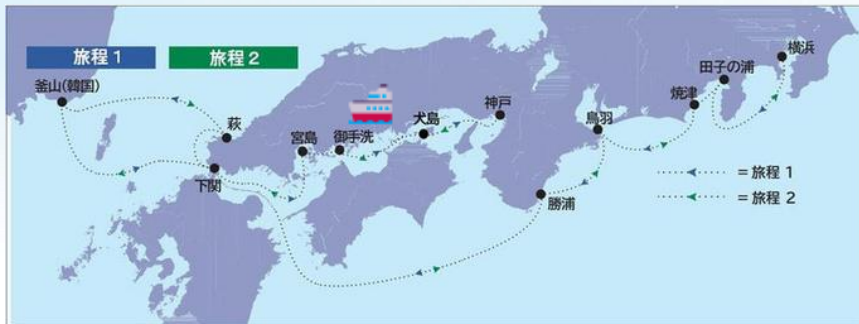 旅程1
旅程2
横浜
田子の浦
釜山(韓国)
焼津
神戸
犬島
鳥羽
萩
宮島
御手洗
下関
= 旅程 1
勝浦
= 旅程 2